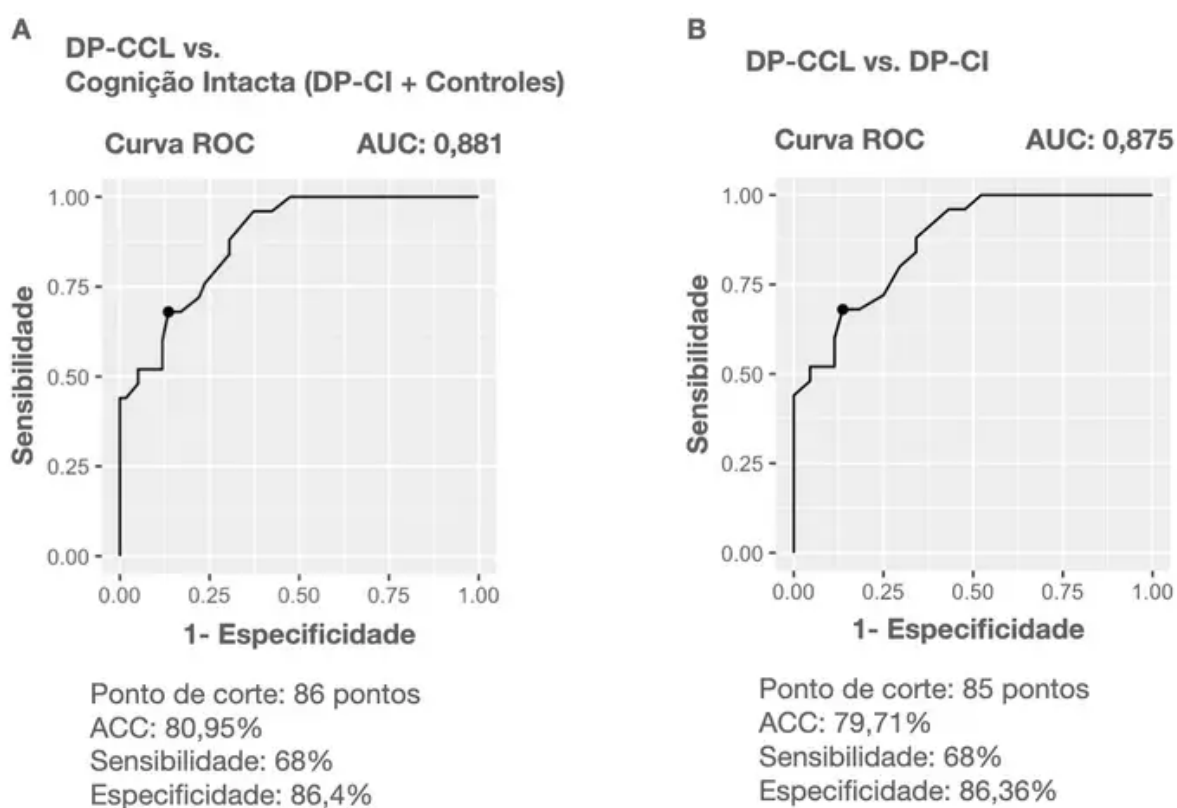 A
DP-CCL vs.
Cognição Intacta (DP-CI + Controles)
Curva ROC
AUC: 0,881
1.00
0.75
0.50
0.25
0.00
Sensibilidade
0.00
0.25
0.50
0.75
1.00
1- Especificidade
Ponto de corte: 86 pontos
ACC: 80,95%
Sensibilidade: 68%
Especificidade: 86,4%
B
DP-CCL vs. DP-CI
Curva ROC
AUC: 0,875
1.00
0.75
0.50
0.25
0.00
Sensibilidade
0.00
0.25
0.50
0.75
1.00
1- Especificidade
Ponto de corte: 85 pontos
ACC: 79,71%
Sensibilidade: 68%
Especificidade: 86,36%